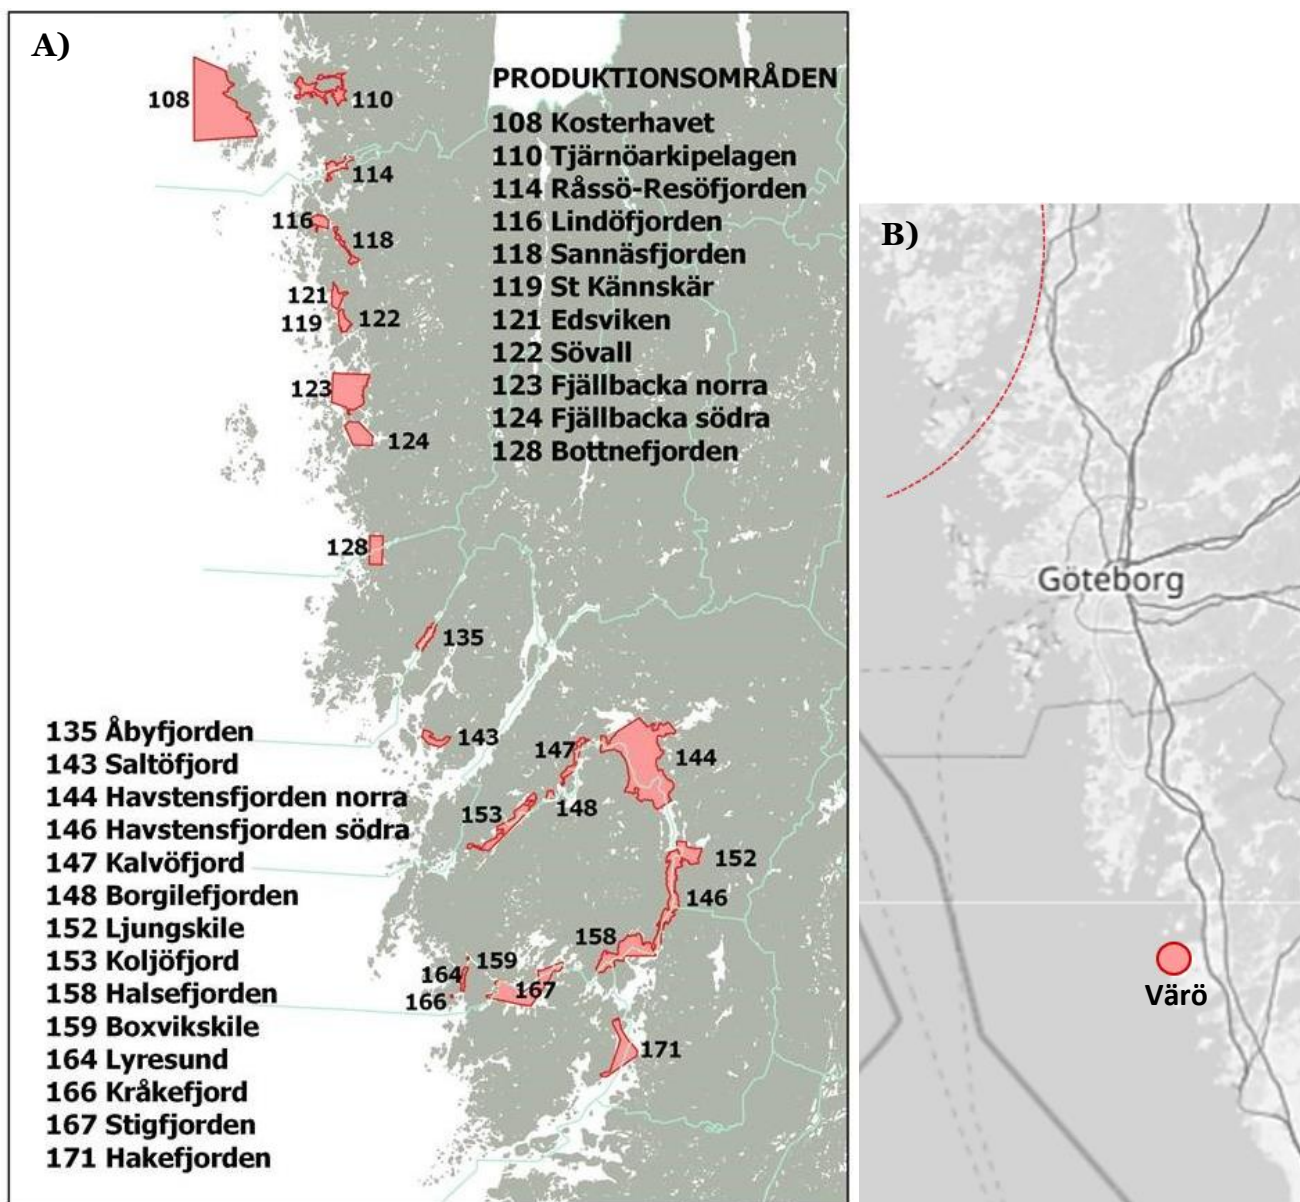 A)
PRODUKTIONSOMRÅDEN
108 Kosterhavet
110 Tjärnöarkipelagen
114 Råssö-Resöfjorden
116 Lindöfjorden
118 Sannäsfjorden
119 St Kännskär
121 Edsviken
122 Sövall
123 Fjällbacka norra
124 Fjällbacka södra
128 Bottnefjorden
108
110
114
116
118
121
119
122
123
124
128
135
143
147
144
148
153
152
146
158
159
164
167
166
171
135 Åbyfjorden
143 Saltöfjord
144 Havstensfjorden norra
146 Havstensfjorden södra
147 Kalvöfjord
148 Borgilefjorden
152 Ljungskile
153 Koljöfjord
158 Halsefjorden
159 Boxvikskile
164 Lyresund
166 Kråkefjord
167 Stigfjorden
171 Hakefjorden
B)
Göteborg
Värö